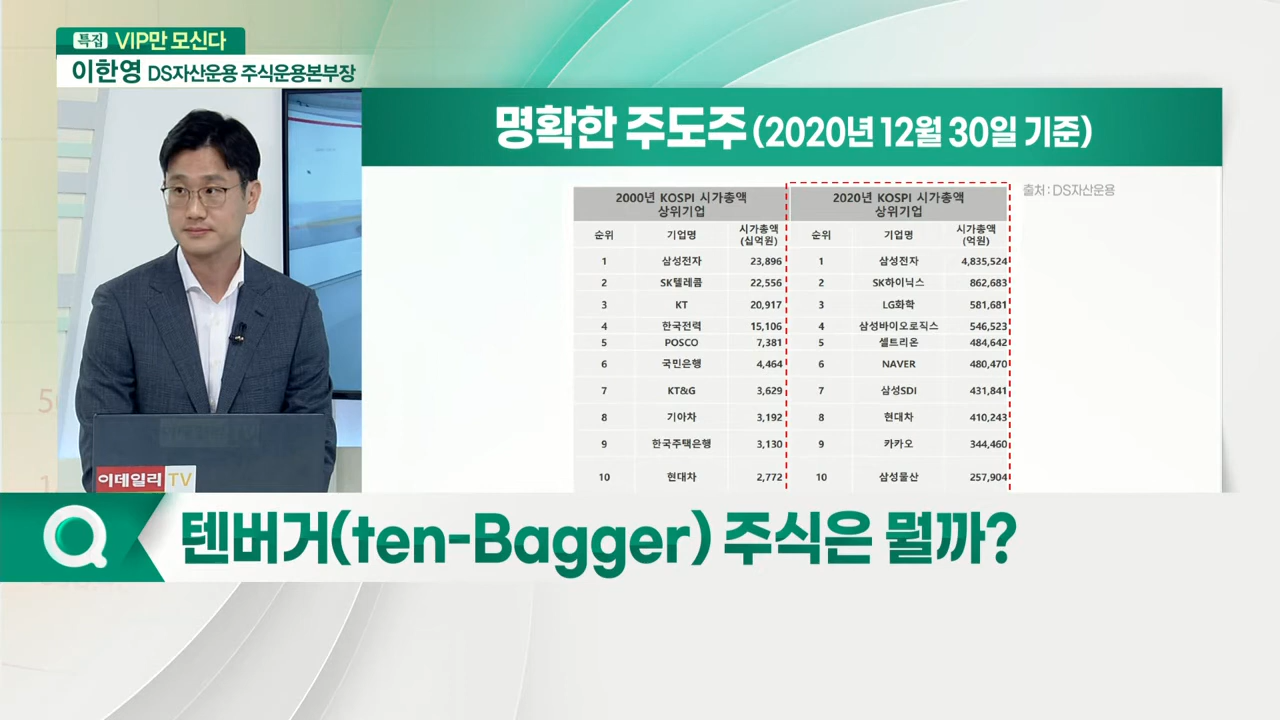 특집 VIP만 모신다
이한영 DS자산운용 주식운용본부장
명확한 주도주 (2020년 12월 30일 기준)
출처 : DS자산운용
2000년 KOSPI 시가총액 상위기업 2020년 KOSPI 시가총액 상위기업
순위 기업명 시가총액 (십억원) 순위 기업명 시가총액 (억원)
1 삼성전자 23,896 1 삼성전자 4,835,524
2 SK텔레콤 22,556 2 SK하이닉스 862,683
3 KT 20,917 3 LG화학 581,681
4 한국전력 15,106 4 삼성바이오로직스 546,523
5 POSCO 7,381 5 셀트리온 484,642
6 국민은행 4,464 6 NAVER 480,470
7 KT&G 3,629 7 삼성SDI 431,841
8 기아차 3,192 8 현대차 410,243
9 한국주택은행 3,130 9 카카오 344,460
10 현대차 2,772 10 삼성물산 257,904
이데일리TV
Q 텐버거(ten-Bagger) 주식은 뭘까?